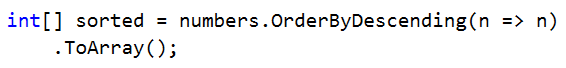 int[] sorted = numbers.OrderByDescending(n => n)
    .ToArray();